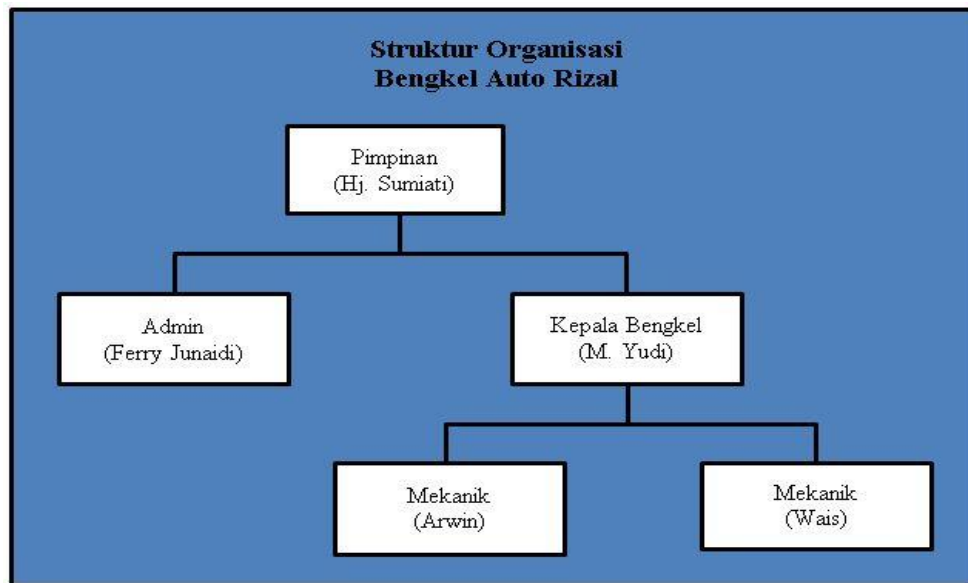 Struktur Organisasi
Bengkel Auto Rizal
Pimpinan
(Hj. Sumiati)
Admin
(Ferry Junaidi)
Kepala Bengkel
(M. Yudi)
Mekanik
(Arwin)
Mekanik
(Wais)